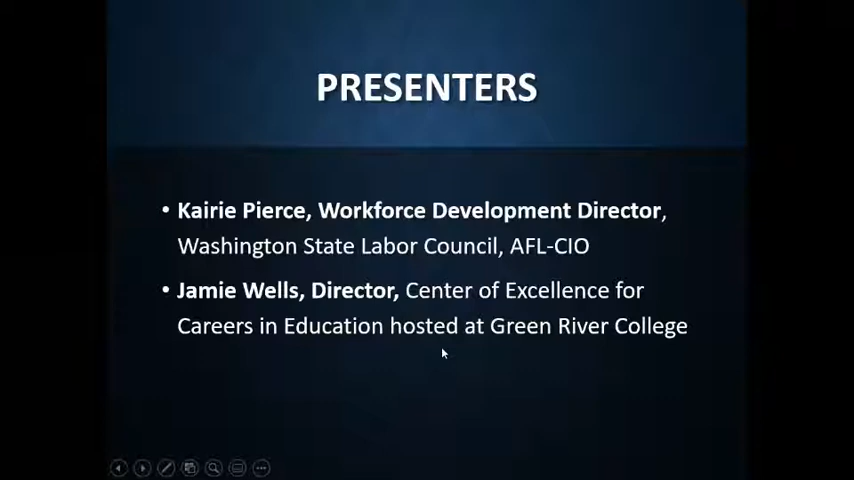 PRESENTERS
• Kairie Pierce, Workforce Development Director,
Washington State Labor Council, AFL-CIO
• Jamie Wells, Director, Center of Excellence for
Careers in Education hosted at Green River College